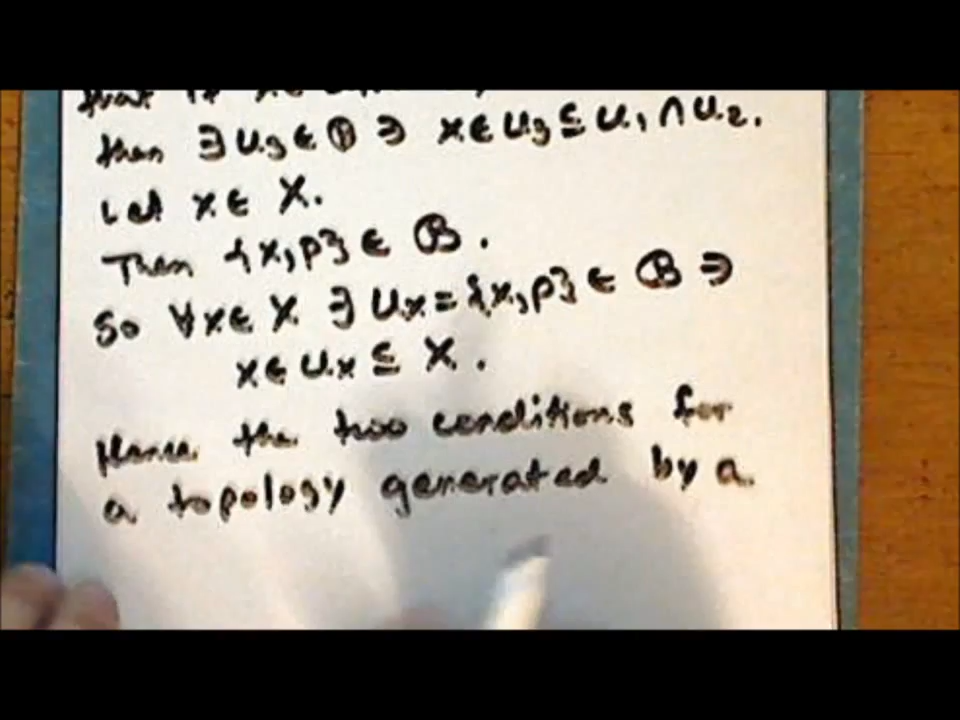 then ∃ U₃ ∈ 𝔹 ∋ x ∈ U₃ ⊆ U₁ ∩ U₂.
Let x ∈ X.
Then {x, p} ∈ 𝔹.
So ∀x ∈ X ∃ Uₓ = {x, p} ∈ 𝔹 ∋
x ∈ Uₓ ⊆ X.
Hence the two conditions for
a topology generated by a